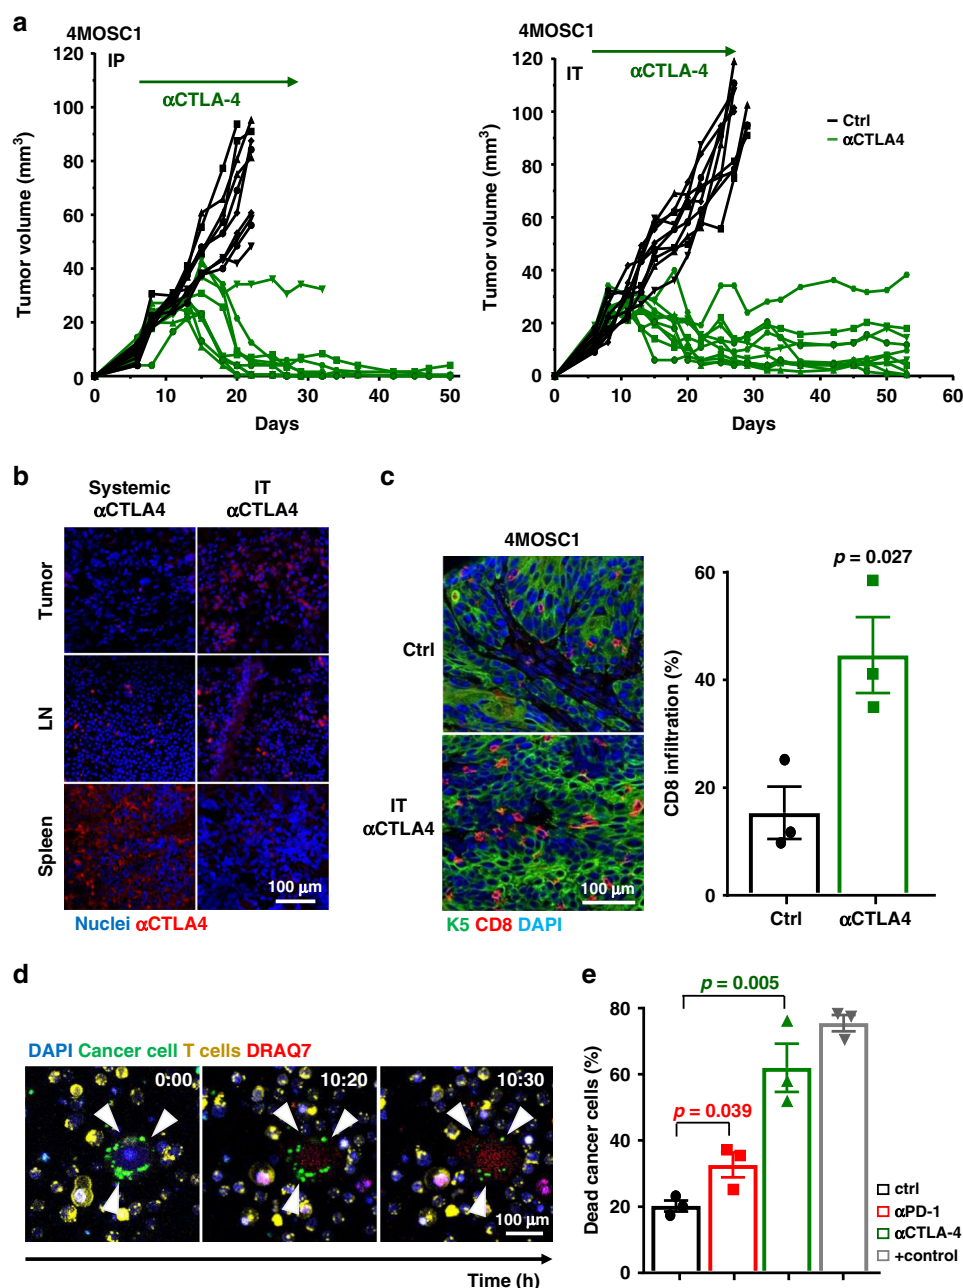 a
4MOSC1
IP
αCTLA-4
Tumor volume (mm³)
120
100
80
60
40
20
0
0 10 20 30 40 50
Days
4MOSC1
IT
αCTLA-4
Ctrl
αCTLA4
Tumor volume (mm³)
120
100
80
60
40
20
0
0 10 20 30 40 50 60
Days
b
Systemic αCTLA4
IT αCTLA4
Tumor
LN
Spleen
100 µm
Nuclei αCTLA4
c
4MOSC1
Ctrl
IT αCTLA4
100 µm
K5 CD8 DAPI
p = 0.027
CD8 infiltration (%)
60
40
20
0
Ctrl αCTLA4
d
DAPI Cancer cell T cells DRAQ7
0:00
10:20
10:30
100 µm
Time (h)
e
p = 0.005
p = 0.039
Dead cancer cells (%)
80
60
40
20
0
ctrl
αPD-1
αCTLA-4
+control